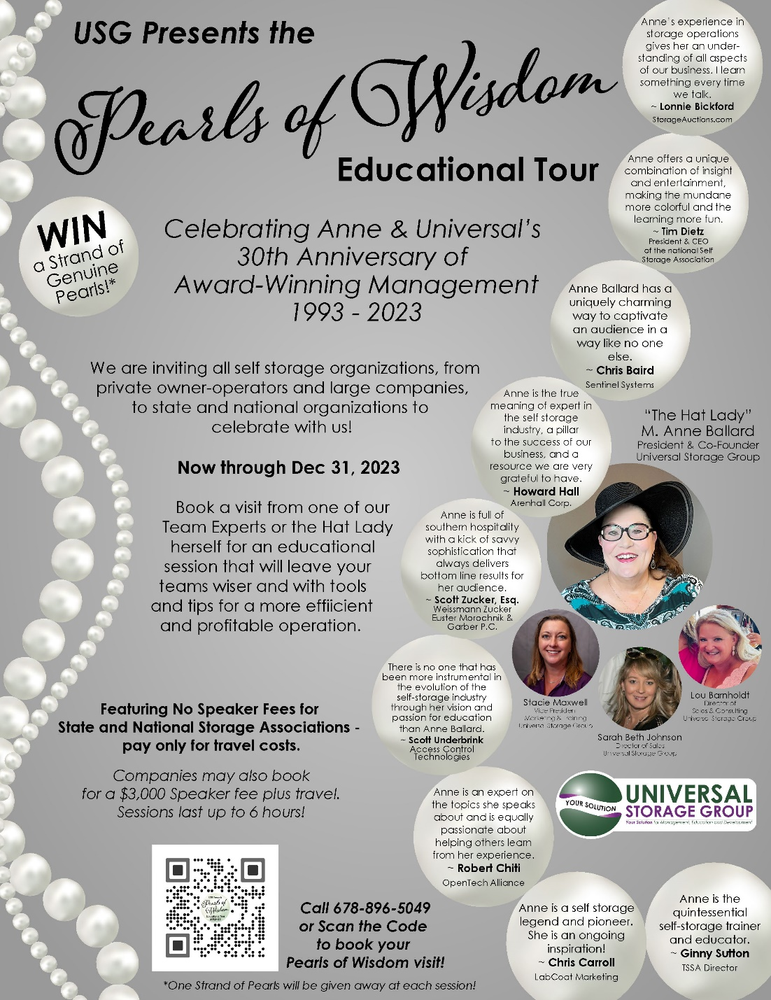 USG Presents the
Pearls of Wisdom
Educational Tour
WIN
a Strand of
Genuine
Pearls!*
Celebrating Anne & Universal's
30th Anniversary of
Award-Winning Management
1993 - 2023
We are inviting all self storage organizations, from
private owner-operators and large companies,
to state and national organizations to
celebrate with us!
Now through Dec 31, 2023
Book a visit from one of our
Team Experts or the Hat Lady
herself for an educational
session that will leave your
teams wiser and with tools
and tips for a more effiicient
and profitable operation.
Featuring No Speaker Fees for
State and National Storage Associations -
pay only for travel costs.
Companies may also book
for a $3,000 Speaker fee plus travel.
Sessions last up to 6 hours!
Call 678-896-5049
or Scan the Code
to book your
Pearls of Wisdom visit!
*One Strand of Pearls will be given away at each session!
Anne's experience in
storage operations
gives her an under-
standing of all aspects
of our business. I learn
something every time
we talk.
~ Lonnie Bickford
StorageAuctions.com
Anne offers a unique
combination of insight
and entertainment,
making the mundane
more colorful and the
learning more fun.
~ Tim Dietz
President & CEO
of the national Self
Storage Association
Anne Ballard has a
uniquely charming
way to captivate
an audience in a
way like no one
else.
~ Chris Baird
Sentinel Systems
Anne is the true
meaning of expert in
the self storage
industry, a pillar
to the success of our
business, and a
resource we are very
grateful to have.
~ Howard Hall
Arenhall Corp.
Anne is full of
southern hospitality
with a kick of savvy
sophistication that
always delivers
bottom line results for
her audience.
~ Scott Zucker, Esq.
Weissmann Zucker
Euster Morochnik &
Garber P.C.
There is no one that has
been more instrumental in
the evolution of the
self-storage industry
through her vision and
passion for education
than Anne Ballard.
~ Scott Underbrink
Access Control
Technologies
Anne is an expert on
the topics she speaks
about and is equally
passionate about
helping others learn
from her experience.
~ Robert Chiti
OpenTech Alliance
Anne is a self storage
legend and pioneer.
She is an ongoing
inspiration!
~ Chris Carroll
LabCoat Marketing
Anne is the
quintessential
self-storage trainer
and educator.
~ Ginny Sutton
TSSA Director
"The Hat Lady"
M. Anne Ballard
President & Co-Founder
Universal Storage Group
Stacie Maxwell
Vice Presiden
Marketing & Training
Universal Storage Group
Sarah Beth Johnson
Director of Sales
Universal Storage Group
Lou Barnholdt
Director of
Sales & Consulting
Universal Storage Group
YOUR SOLUTION
UNIVERSAL
STORAGE GROUP
Your Solution for Management, Education and Development
Pearls of
Wisdom